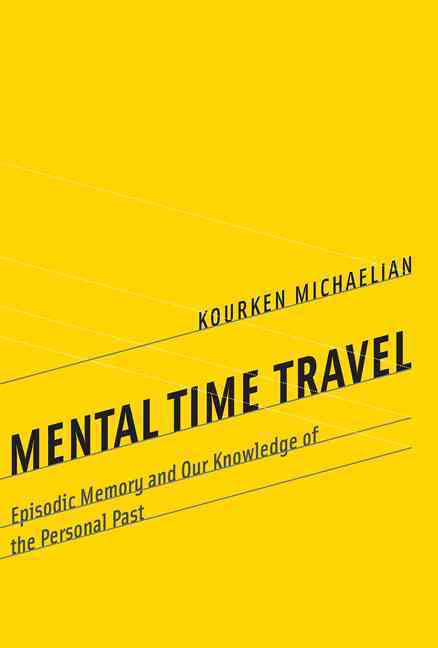 KOURKEN MICHAELIAN
MENTAL TIME TRAVEL
Episodic Memory and Our Knowledge of
the Personal Past